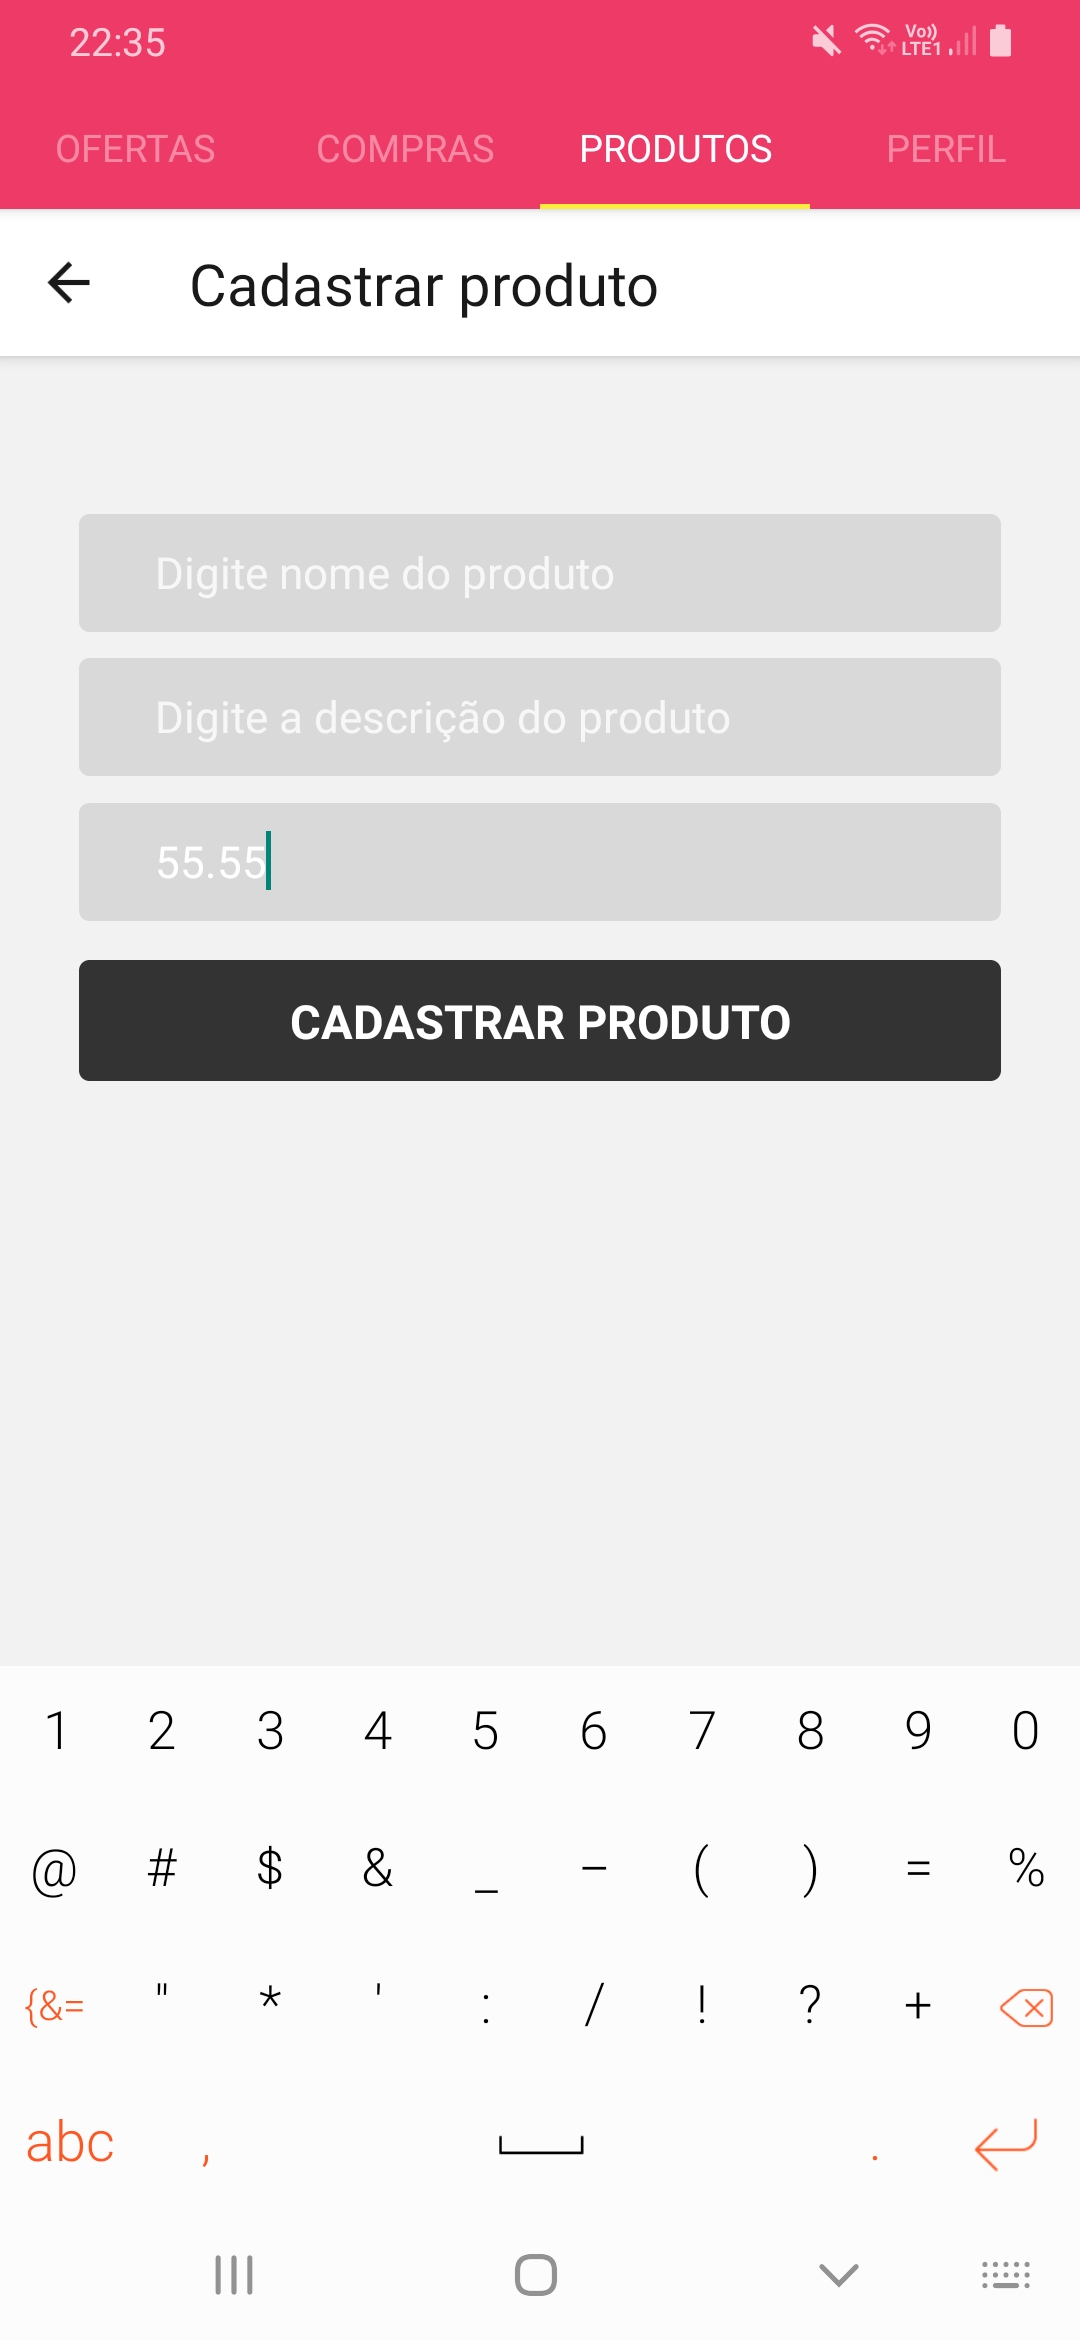 22:35 Vo)) LTE1
OFERTAS COMPRAS PRODUTOS PERFIL
Cadastrar produto
Digite nome do produto
Digite a descrição do produto
55.55
CADASTRAR PRODUTO
1 2 3 4 5 6 7 8 9 0
@ # $ & _ - ( ) = %
{&= " * ' : / ! ? +
abc , .